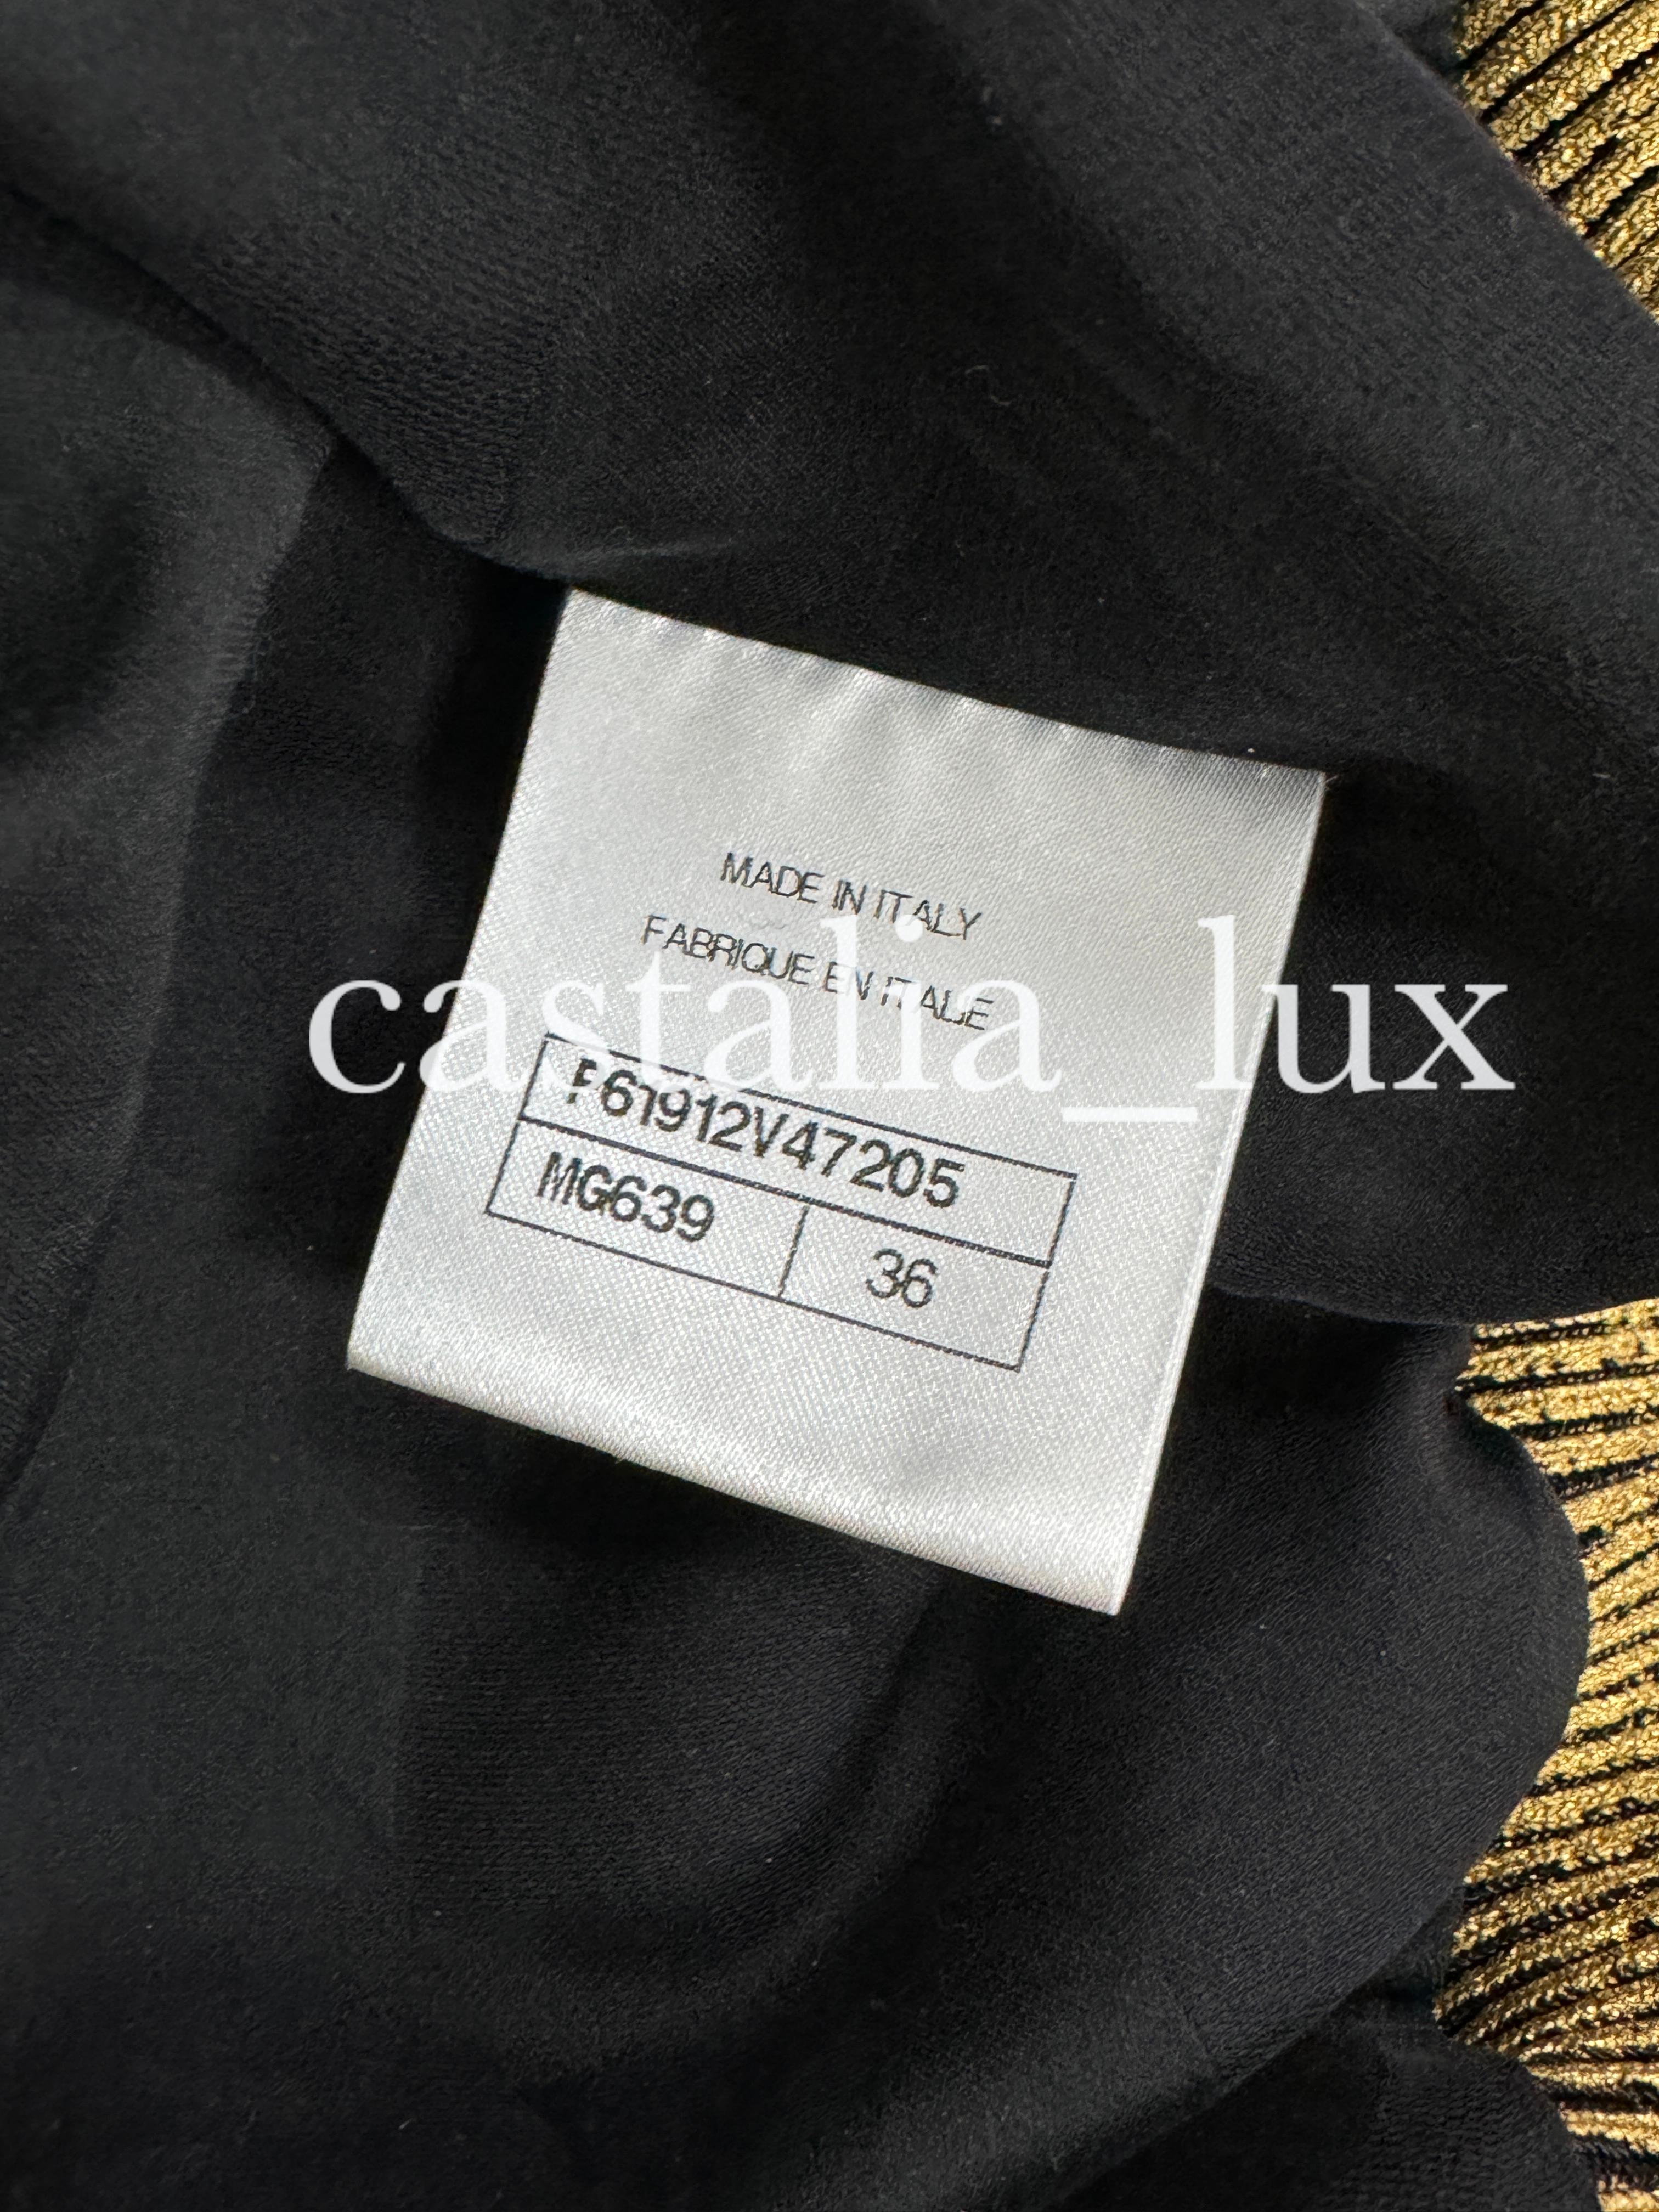 MADE IN ITALY
FABRIQUE EN ITALIE
castalia_lux
P61912V47205
MG639
36